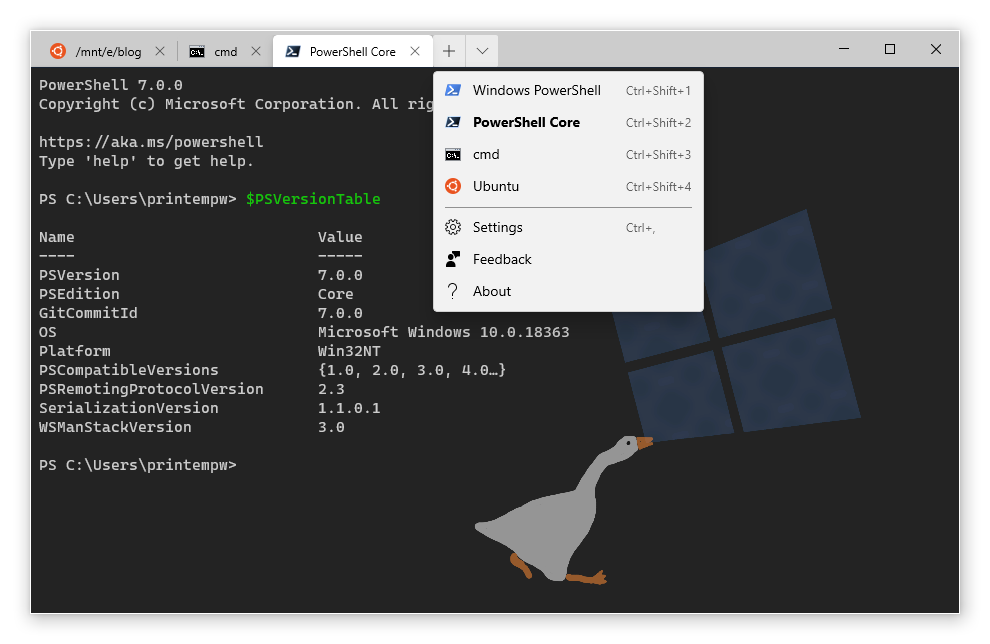 /mnt/e/blog cmd PowerShell Core
PowerShell 7.0.0
Copyright (c) Microsoft Corporation. All rig
https://aka.ms/powershell
Type 'help' to get help.
PS C:\Users\printempw> $PSVersionTable
Name Value
---- -----
PSVersion 7.0.0
PSEdition Core
GitCommitId 7.0.0
OS Microsoft Windows 10.0.18363
Platform Win32NT
PSCompatibleVersions {1.0, 2.0, 3.0, 4.0…}
PSRemotingProtocolVersion 2.3
SerializationVersion 1.1.0.1
WSManStackVersion 3.0
PS C:\Users\printempw>
Windows PowerShell Ctrl+Shift+1
PowerShell Core Ctrl+Shift+2
cmd Ctrl+Shift+3
Ubuntu Ctrl+Shift+4
Settings Ctrl+,
Feedback
? About